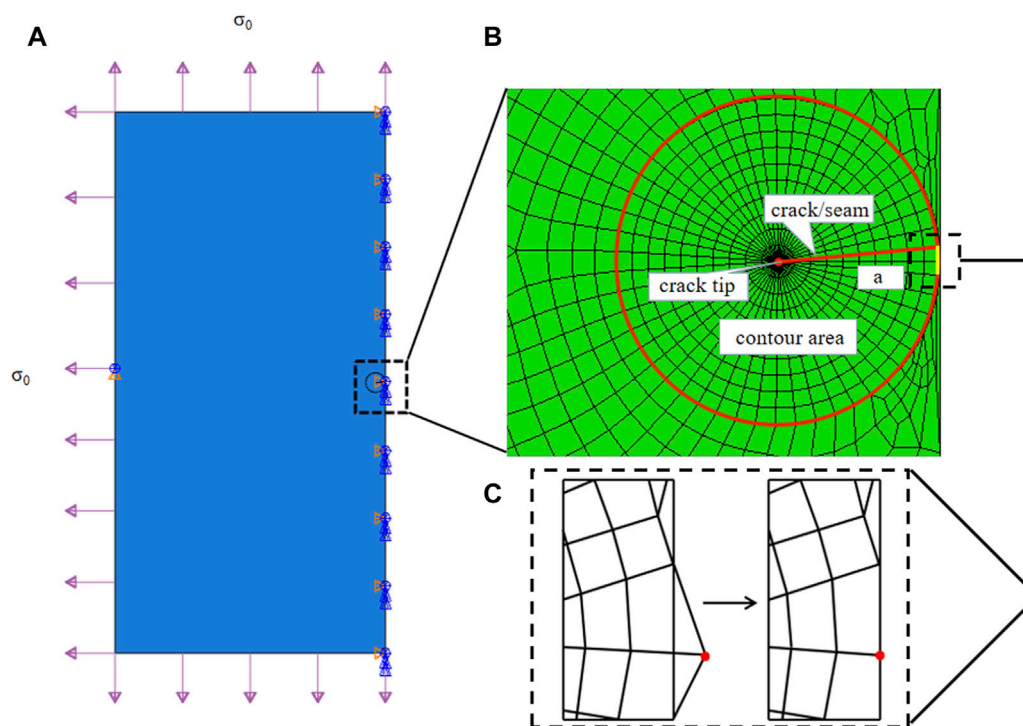 A
σ₀
B
crack/seam
crack tip
a
contour area
σ₀
C